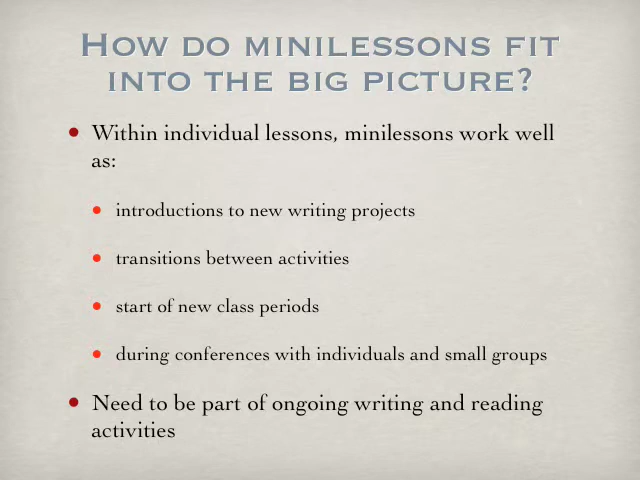 How do minilessons fit
into the big picture?
• Within individual lessons, minilessons work well
as:
• introductions to new writing projects
• transitions between activities
• start of new class periods
• during conferences with individuals and small groups
• Need to be part of ongoing writing and reading
activities